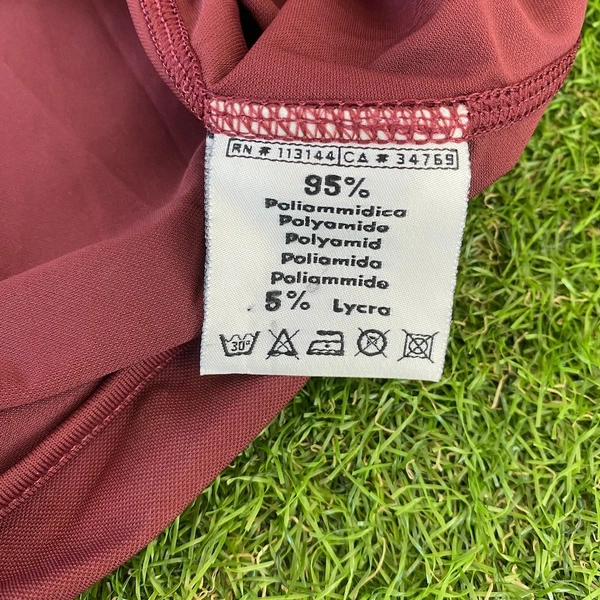 RN # 113144 CA # 34769
95%
Poliammidica
Polyamide
Polyamid
Poliamida
Poliammide
5% Lycra
30°